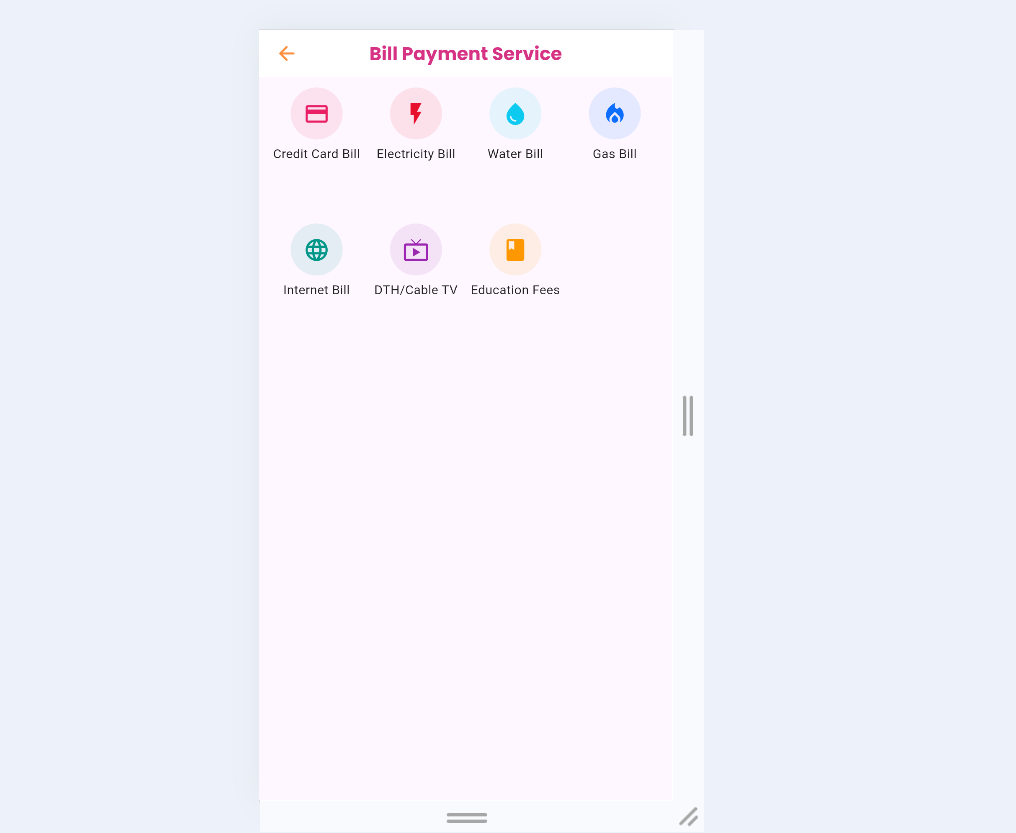 Bill Payment Service
Credit Card Bill
Electricity Bill
Water Bill
Gas Bill
Internet Bill
DTH/Cable TV
Education Fees